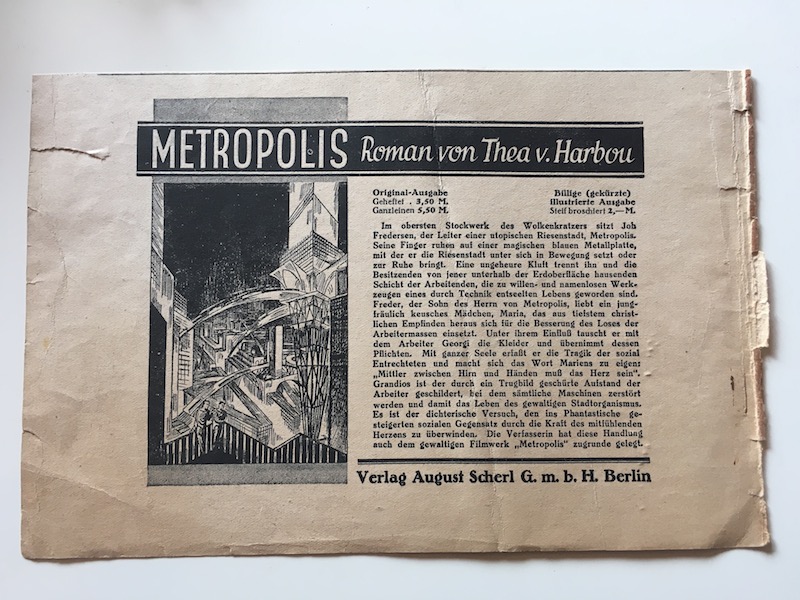 METROPOLIS Roman von Thea v. Harbou
Original-Ausgabe
Geheftet . 3,50 M.
Ganzleinen 5,50 M.
Billige (gekürzte)
Illustrierte Ausgabe
Steif broschiert 2,— M.
Im obersten Stockwerk des Wolkenkratzers sitzt Joh
Fredersen, der Leiter einer utopischen Riesenstadt, Metropolis.
Seine Finger ruhen auf einer magischen blauen Metallplatte,
mit der er die Riesenstadt unter sich in Bewegung setzt oder
zur Ruhe bringt. Eine ungeheure Kluft trennt ihn und die
Besitzenden von jener unterhalb der Erdoberfläche hausenden
Schicht der Arbeitenden, die zu willen- und namenlosen Werk-
zeugen eines durch Technik entseelten Lebens geworden sind.
Freder, der Sohn des Herrn von Metropolis, liebt ein jung-
fräulich keusches Mädchen, Maria, das aus tiefstem christ-
lichen Empfinden heraus sich für die Besserung des Loses der
Arbeitermassen einsetzt. Unter ihrem Einfluß tauscht er mit
dem Arbeiter Georgi die Kleider und übernimmt dessen
Pflichten. Mit ganzer Seele erfaßt er die Tragik der sozial
Entrechteten und macht sich das Wort Mariens zu eigen:
„Mittler zwischen Hirn und Händen muß das Herz sein".
Grandios ist der durch ein Trugbild geschürte Aufstand der
Arbeiter geschildert, bei dem sämtliche Maschinen zerstört
werden und damit das Leben des gewaltigen Stadtorganismus.
Es ist der dichterische Versuch, den ins Phantastische ge-
steigerten sozialen Gegensatz durch die Kraft des mitfühlenden
Herzens zu überwinden. Die Verfasserin hat diese Handlung
auch dem gewaltigen Filmwerk „Metropolis" zugrunde gelegt.
Verlag August Scherl G. m. b. H. Berlin